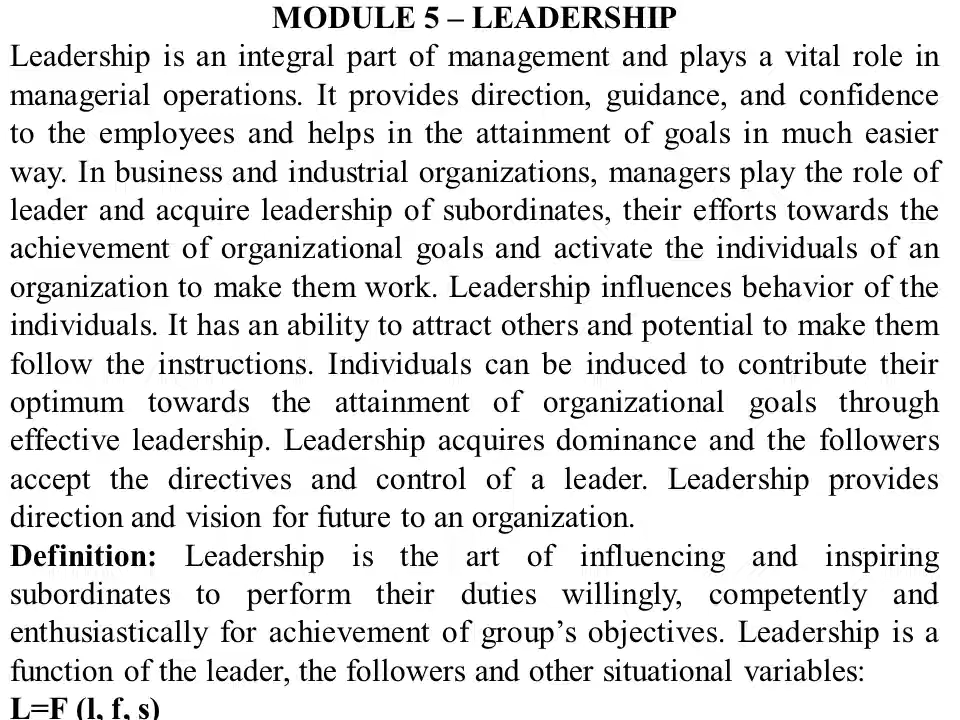 MODULE 5 – LEADERSHIP
Leadership is an integral part of management and plays a vital role in
managerial operations. It provides direction, guidance, and confidence
to the employees and helps in the attainment of goals in much easier
way. In business and industrial organizations, managers play the role of
leader and acquire leadership of subordinates, their efforts towards the
achievement of organizational goals and activate the individuals of an
organization to make them work. Leadership influences behavior of the
individuals. It has an ability to attract others and potential to make them
follow the instructions. Individuals can be induced to contribute their
optimum towards the attainment of organizational goals through
effective leadership. Leadership acquires dominance and the followers
accept the directives and control of a leader. Leadership provides
direction and vision for future to an organization.
Definition: Leadership is the art of influencing and inspiring
subordinates to perform their duties willingly, competently and
enthusiastically for achievement of group’s objectives. Leadership is a
function of the leader, the followers and other situational variables:
L=F (l, f, s)